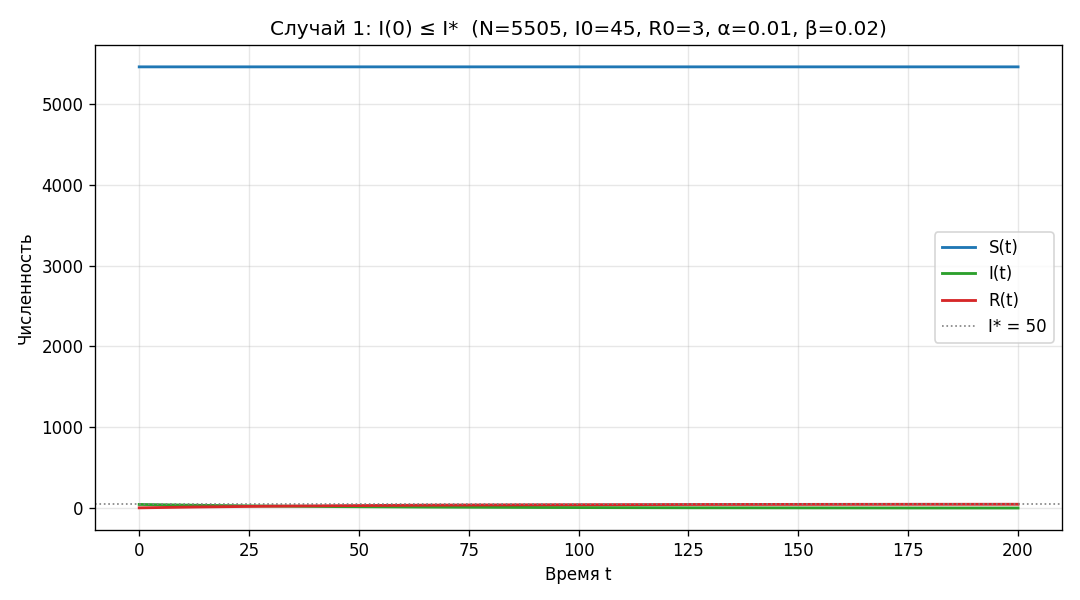 Случай 1: I(0) ≤ I* (N=5505, I0=45, R0=3, α=0.01, β=0.02)
Численность
5000
4000
3000
2000
1000
0
S(t)
I(t)
R(t)
I* = 50
0 25 50 75 100 125 150 175 200
Время t